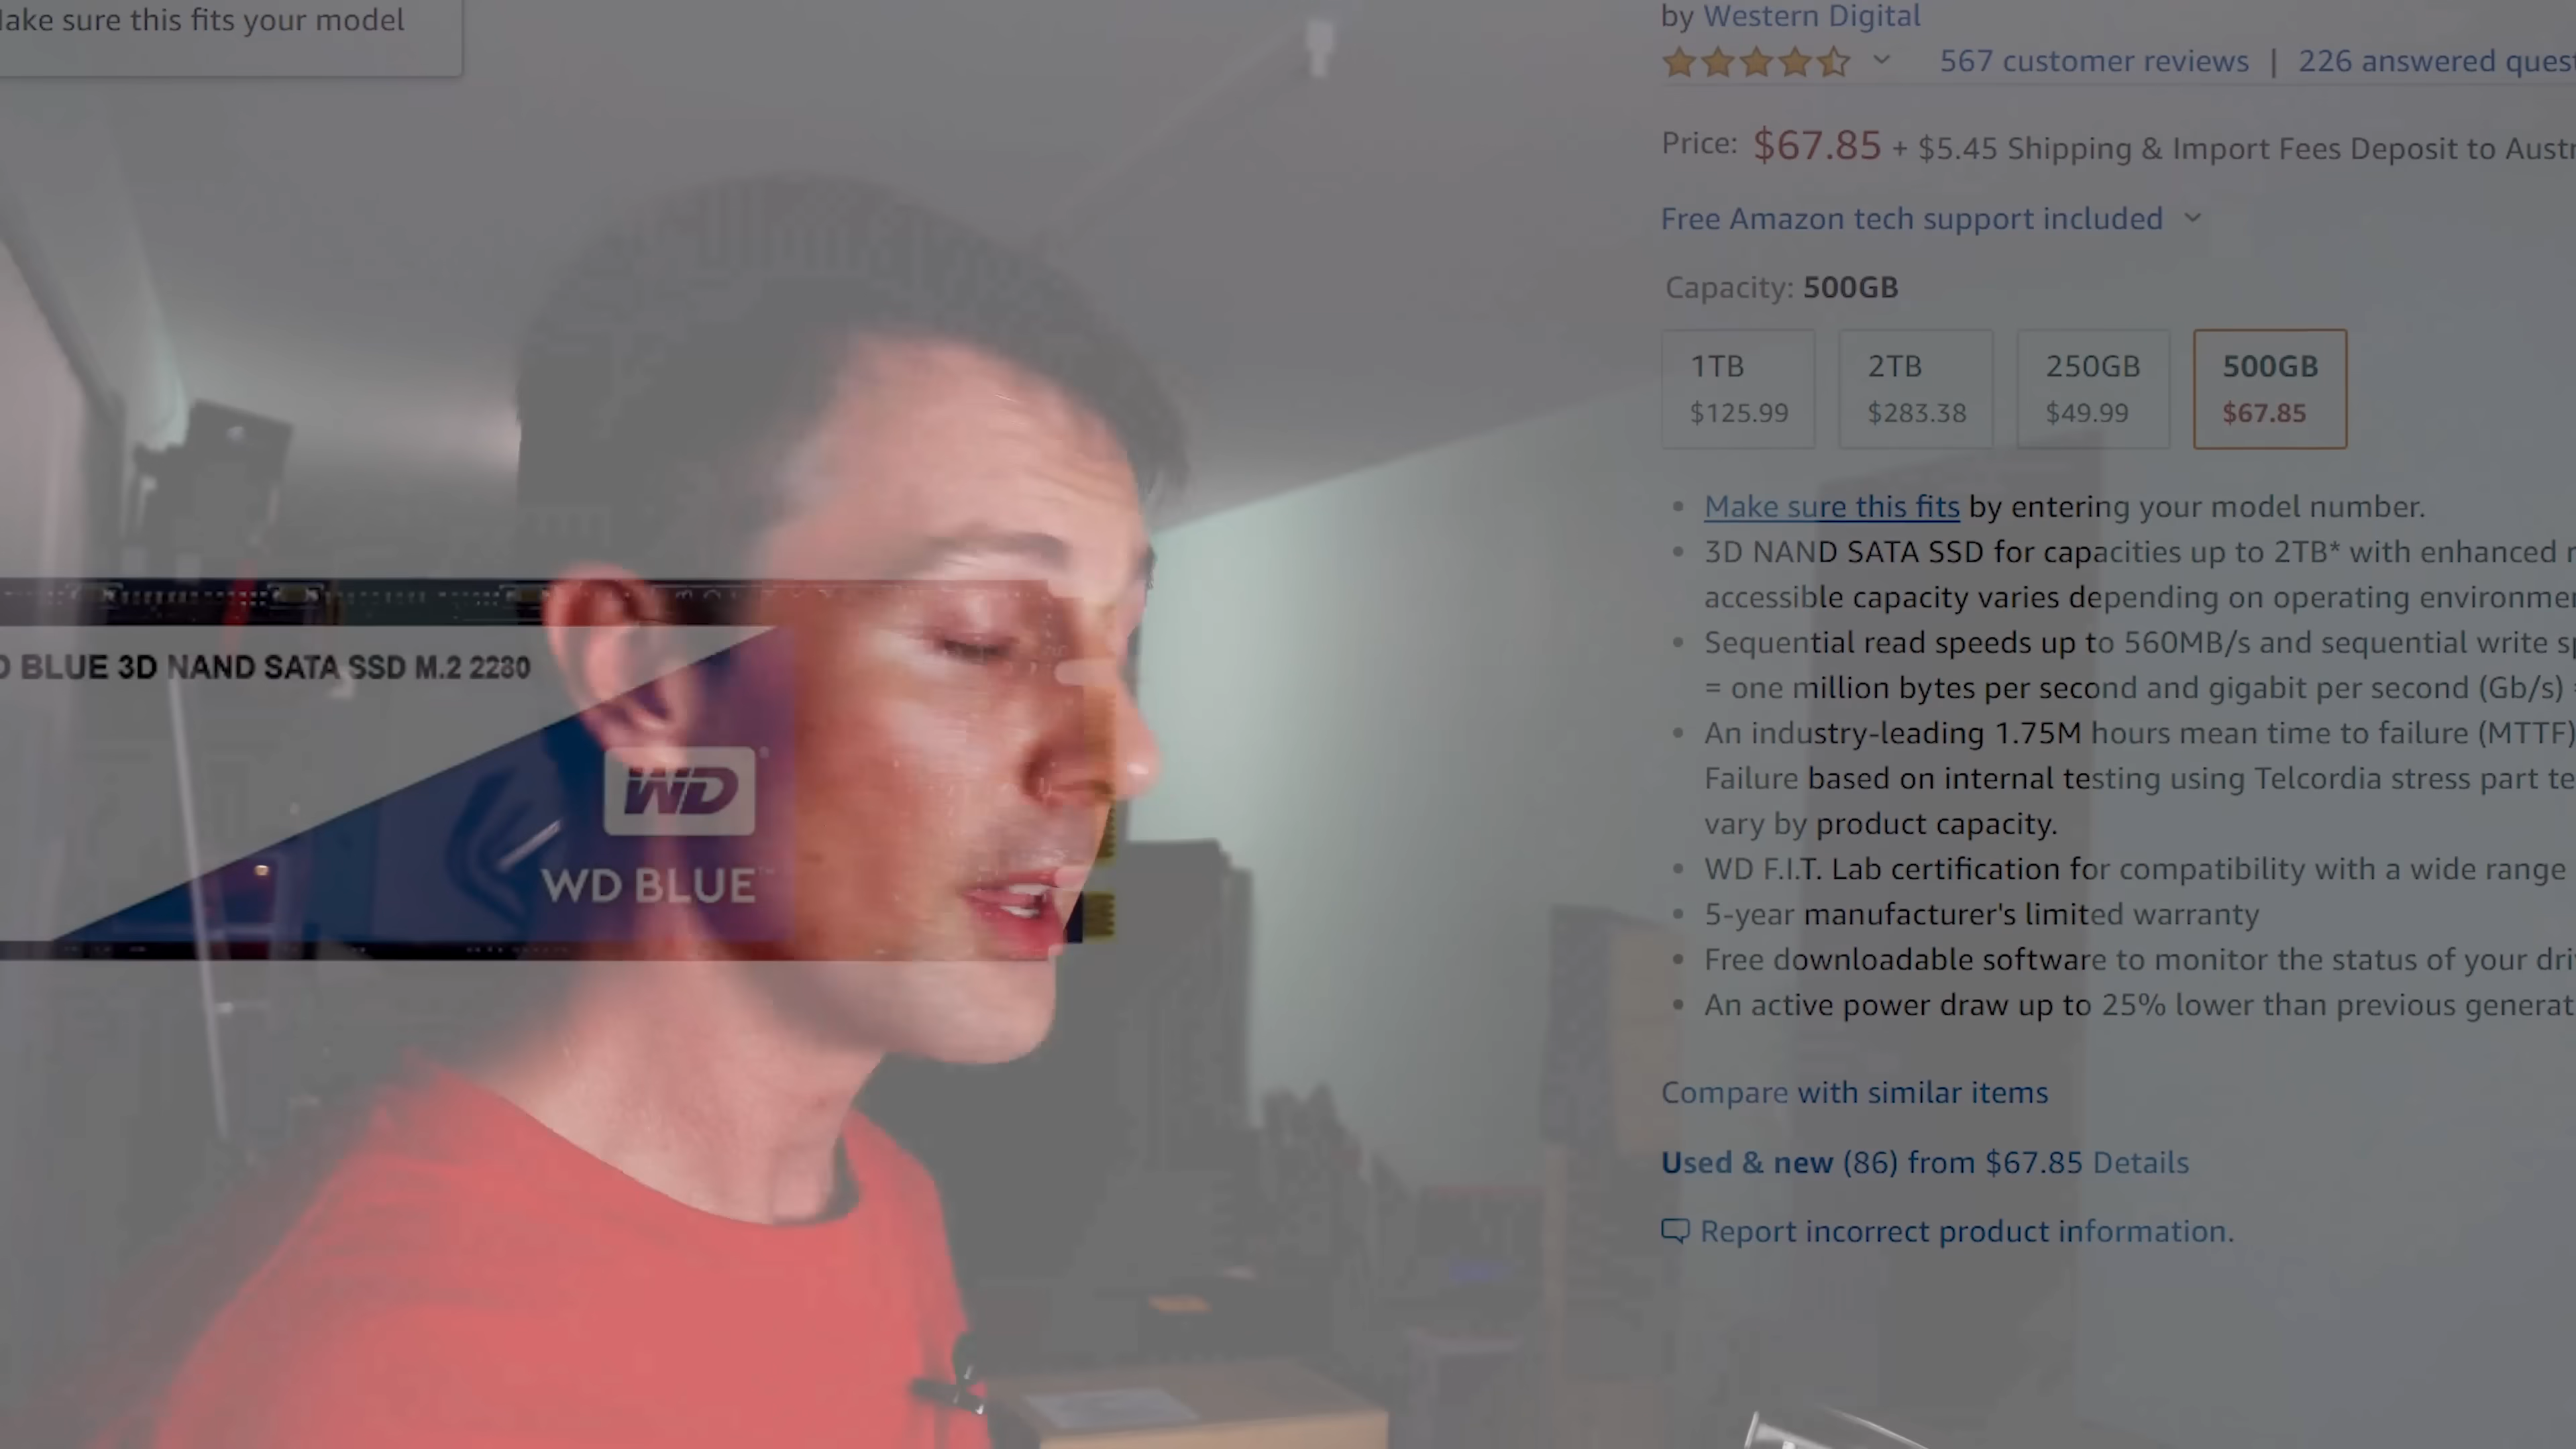 Make sure this fits your model
by Western Digital
567 customer reviews | 226 answered
Price: $67.85 + $5.45 Shipping & Import Fees Deposit to
Free Amazon tech support included
Capacity: 500GB
1TB 2TB 250GB 500GB
$125.99 $283.38 $49.99 $67.85
Make sure this fits by entering your model number.
3D NAND SATA SSD for capacities up to 2TB* with enhanced
accessible capacity varies depending on operating
Sequential read speeds up to 560MB/s and sequential write
= one million bytes per second and gigabit per second (Gb/s)
An industry-leading 1.75M hours mean time to failure (MTTF)
Failure based on internal testing using Telcordia stress part
vary by product capacity.
WD F.I.T. Lab certification for compatibility with a wide range
5-year manufacturer's limited warranty
Free downloadable software to monitor the status of your
An active power draw up to 25% lower than previous
Compare with similar items
Used & new (86) from $67.85 Details
Report incorrect product information.
BLUE 3D NAND SATA SSD M.2 2280
WD
WD BLUE™